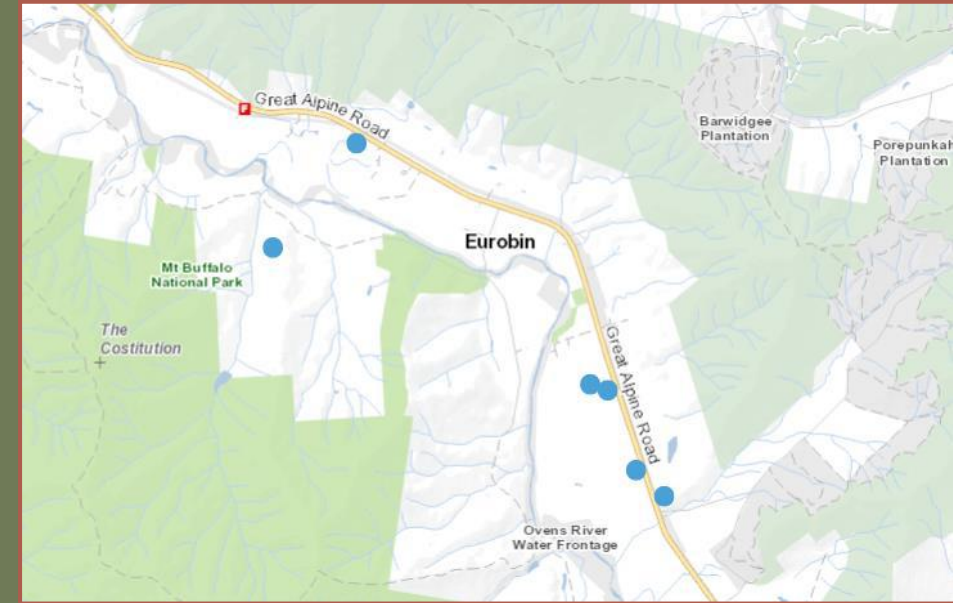 Great Alpine Road
F
Barwidgee
Plantation
Porepunkah
Plantation
Eurobin
Mt Buffalo
National Park
The
Costitution
Great Alpine Road
Ovens River
Water Frontage